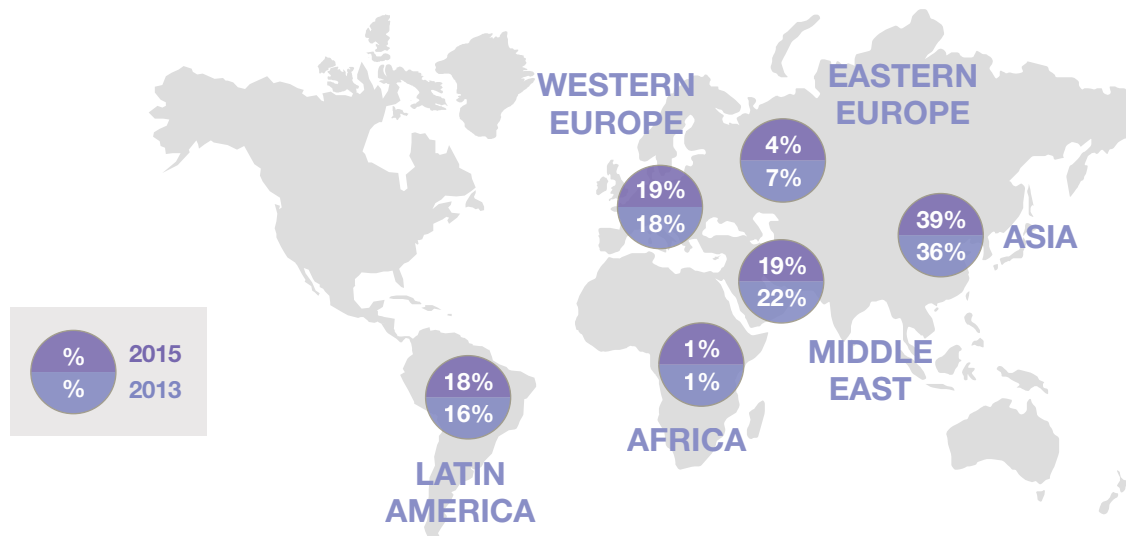 WESTERN
EUROPE
19%
18%
EASTERN
EUROPE
4%
7%
39%
36%
ASIA
19%
22%
MIDDLE
EAST
1%
1%
AFRICA
18%
16%
LATIN
AMERICA
% 2015
% 2013